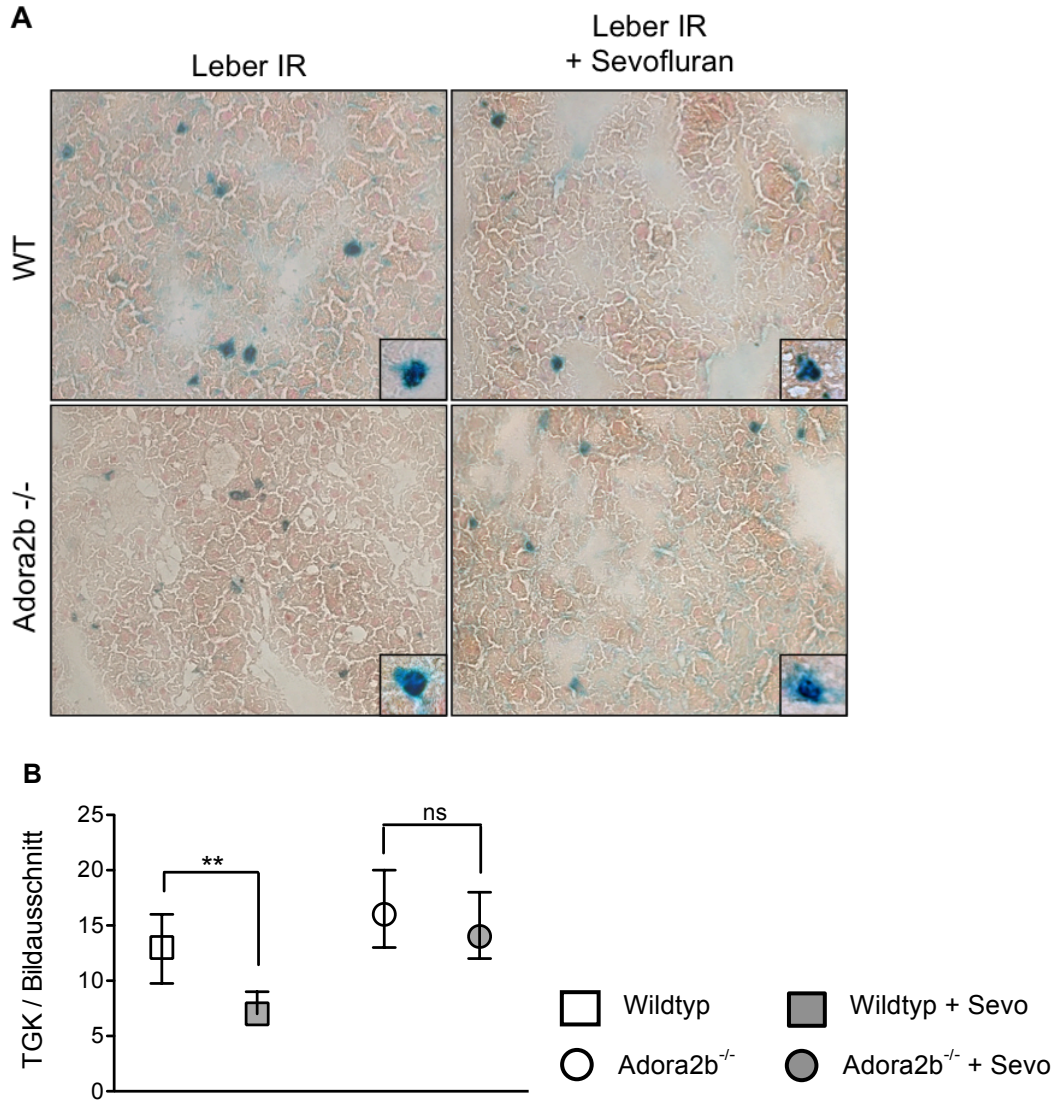 A
Leber IR
Leber IR
+ Sevofluran
WT
Adora2b -/-
B
TGK / Bildausschnitt
25
20
15
10
5
0
**
ns
Wildtyp
Wildtyp + Sevo
Adora2b-/-
Adora2b-/- + Sevo